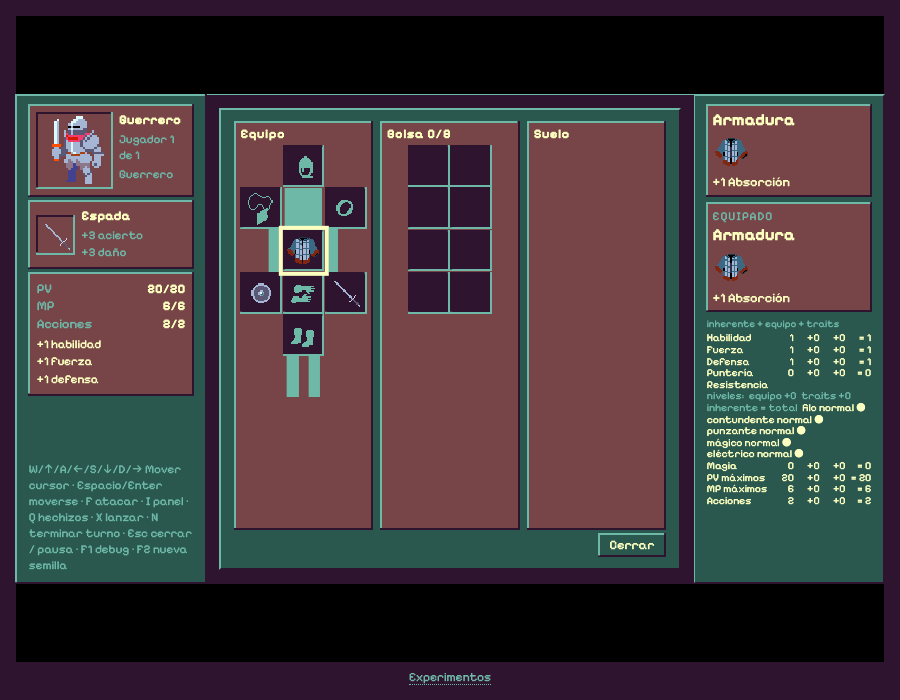 Guerrero
Jugador 1
de 1
Guerrero
Espada
+3 acierto
+3 daño
PV 20/20
MP 6/6
Acciones 2/2
+1 habilidad
+1 fuerza
+1 defensa
W/↑/A/←/S/↓/D/→ Mover
cursor · Espacio/Enter
moverse · F atacar · I panel ·
Q hechizos · X lanzar · N
terminar turno · Esc cerrar
/ pausa · F1 debug · F2 nueva
semilla
Equipo
Bolsa 0/8
Suelo
Cerrar
Armadura
+1 Absorción
EQUIPADO
Armadura
+1 Absorción
inherente + equipo + traits
Habilidad 1 +0 +0 = 1
Fuerza 1 +0 +0 = 1
Defensa 1 +0 +0 = 1
Puntería 0 +0 +0 = 0
Resistencia
niveles: equipo +0 traits +0
inherente = total filo normal
contundente normal
punzante normal
mágico normal
eléctrico normal
Magia 0 +0 +0 = 0
PV máximos 20 +0 +0 = 20
MP máximos 6 +0 +0 = 6
Acciones 2 +0 +0 = 2
Experimentos